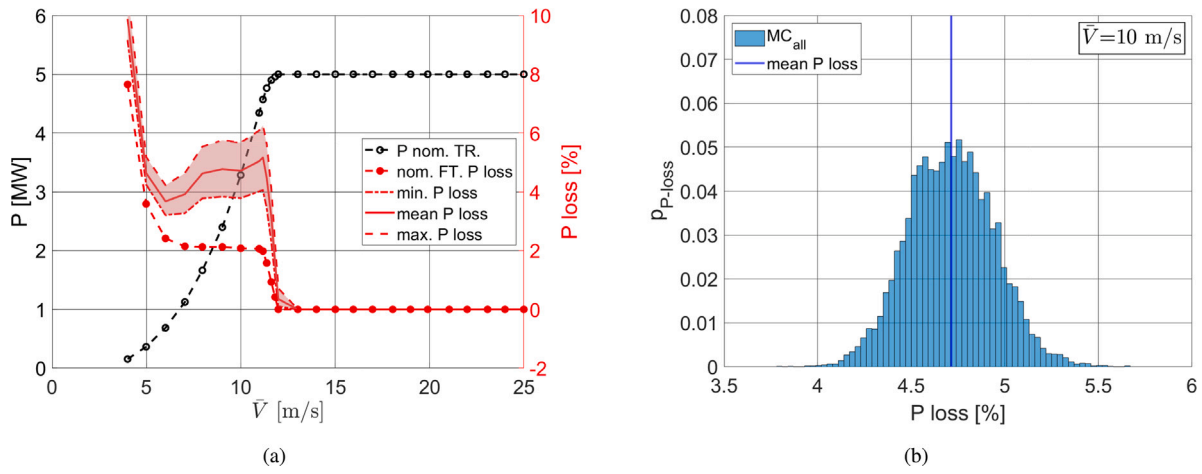 6
5
4
3
2
1
0
P [MW]
0
5
10
15
20
25
V̄ [m/s]
10
8
6
4
2
0
-2
P loss [%]
P nom. TR.
nom. FT. P loss
min. P loss
mean P loss
max. P loss
(a)
0.08
0.07
0.06
0.05
0.04
0.03
0.02
0.01
0
p_P-loss
MC_all
mean P loss
V̄=10 m/s
3.5
4
4.5
5
5.5
6
P loss [%]
(b)